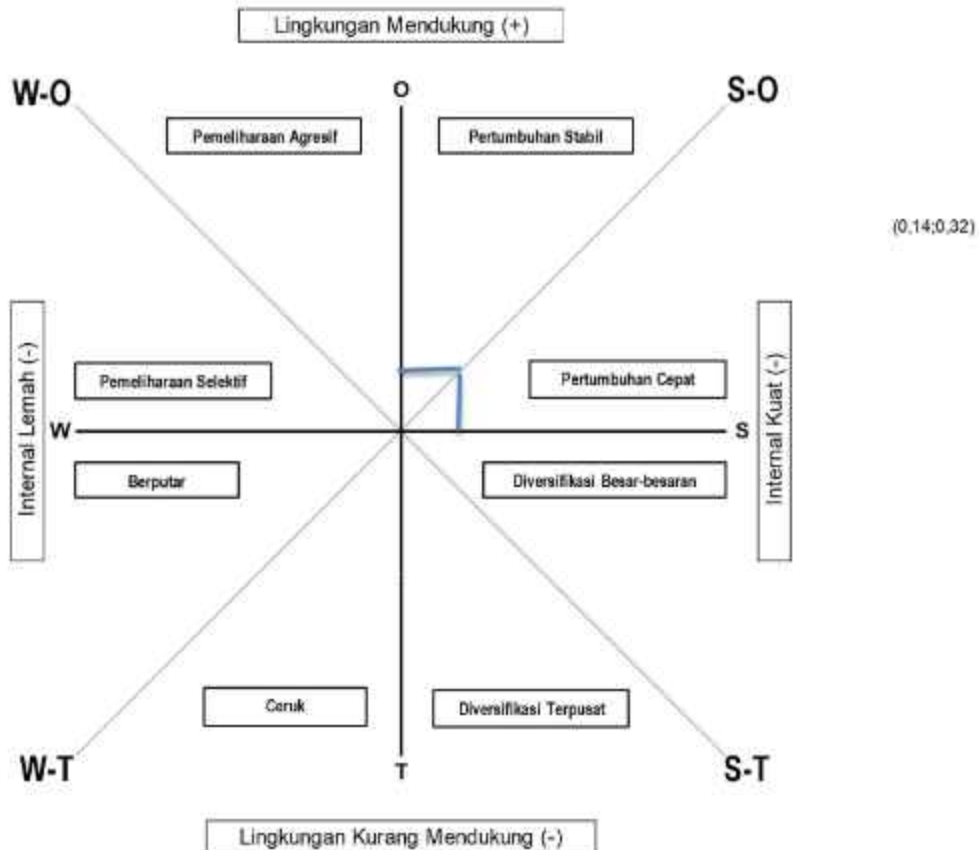 Lingkungan Mendukung (+)
W-O
O
S-O
Pemeliharaan Agresif
Pertumbuhan Stabil
(0,14;0,32)
Internal Lemah (-)
Pemeliharaan Selektif
Pertumbuhan Cepat
Internal Kuat (-)
W
S
Berputar
Diversifikasi Besar-besaran
Ceruk
Diversifikasi Terpusat
W-T
T
S-T
Lingkungan Kurang Mendukung (-)